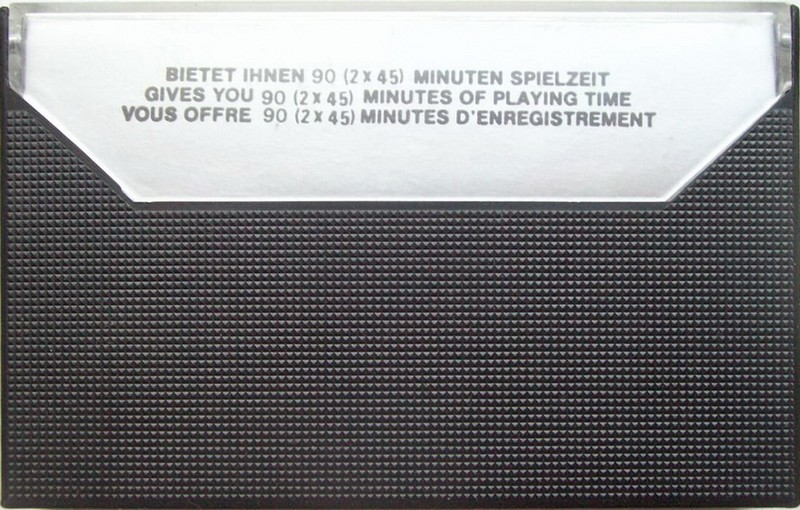 BIETET IHNEN 90 (2 x 45) MINUTEN SPIELZEIT
GIVES YOU 90 (2 x 45) MINUTES OF PLAYING TIME
VOUS OFFRE 90 (2 x 45) MINUTES D'ENREGISTREMENT